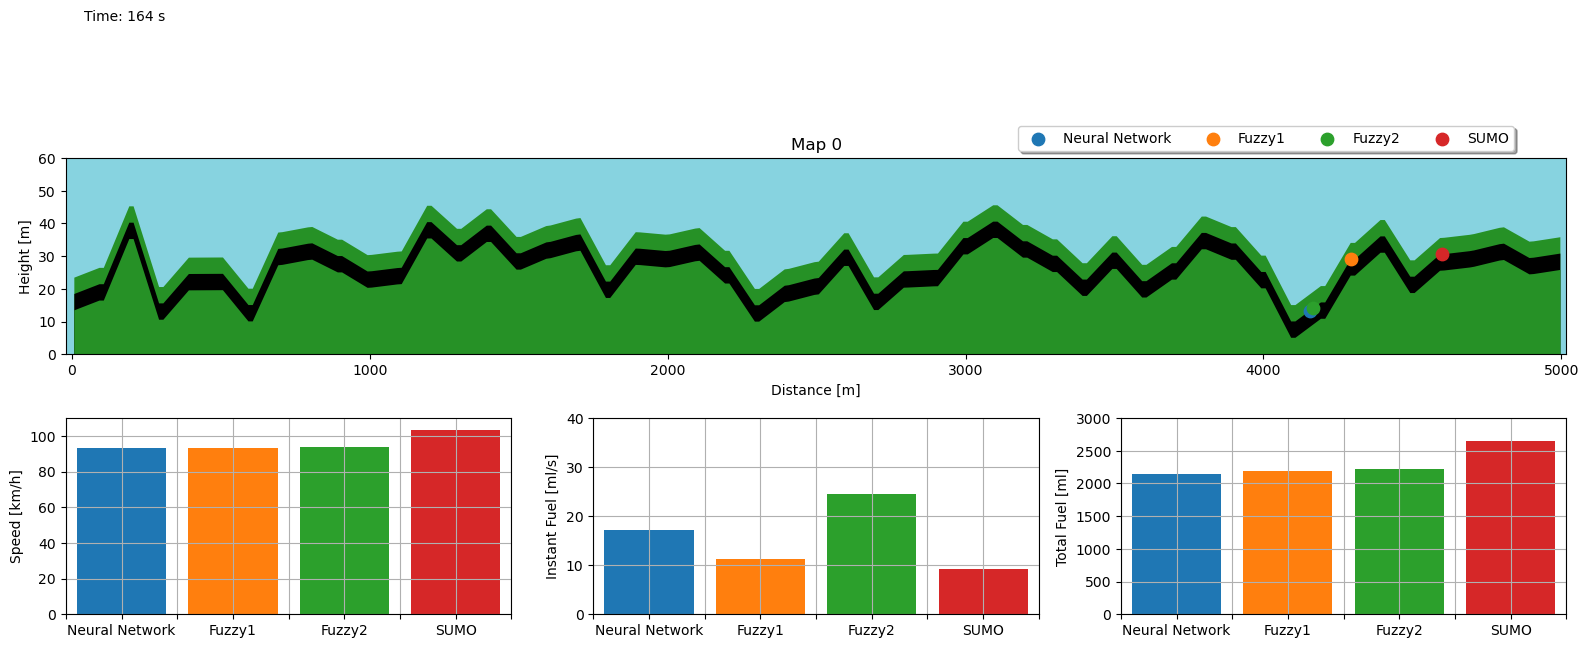 Time: 164 s
Neural Network Fuzzy1 Fuzzy2 SUMO
Map 0
Height [m]
60
50
40
30
20
10
0
0 1000 2000 3000 4000 5000
Distance [m]
Speed [km/h]
100
80
60
40
20
0
Neural Network Fuzzy1 Fuzzy2 SUMO
Instant Fuel [ml/s]
40
30
20
10
0
Neural Network Fuzzy1 Fuzzy2 SUMO
Total Fuel [ml]
3000
2500
2000
1500
1000
500
0
Neural Network Fuzzy1 Fuzzy2 SUMO